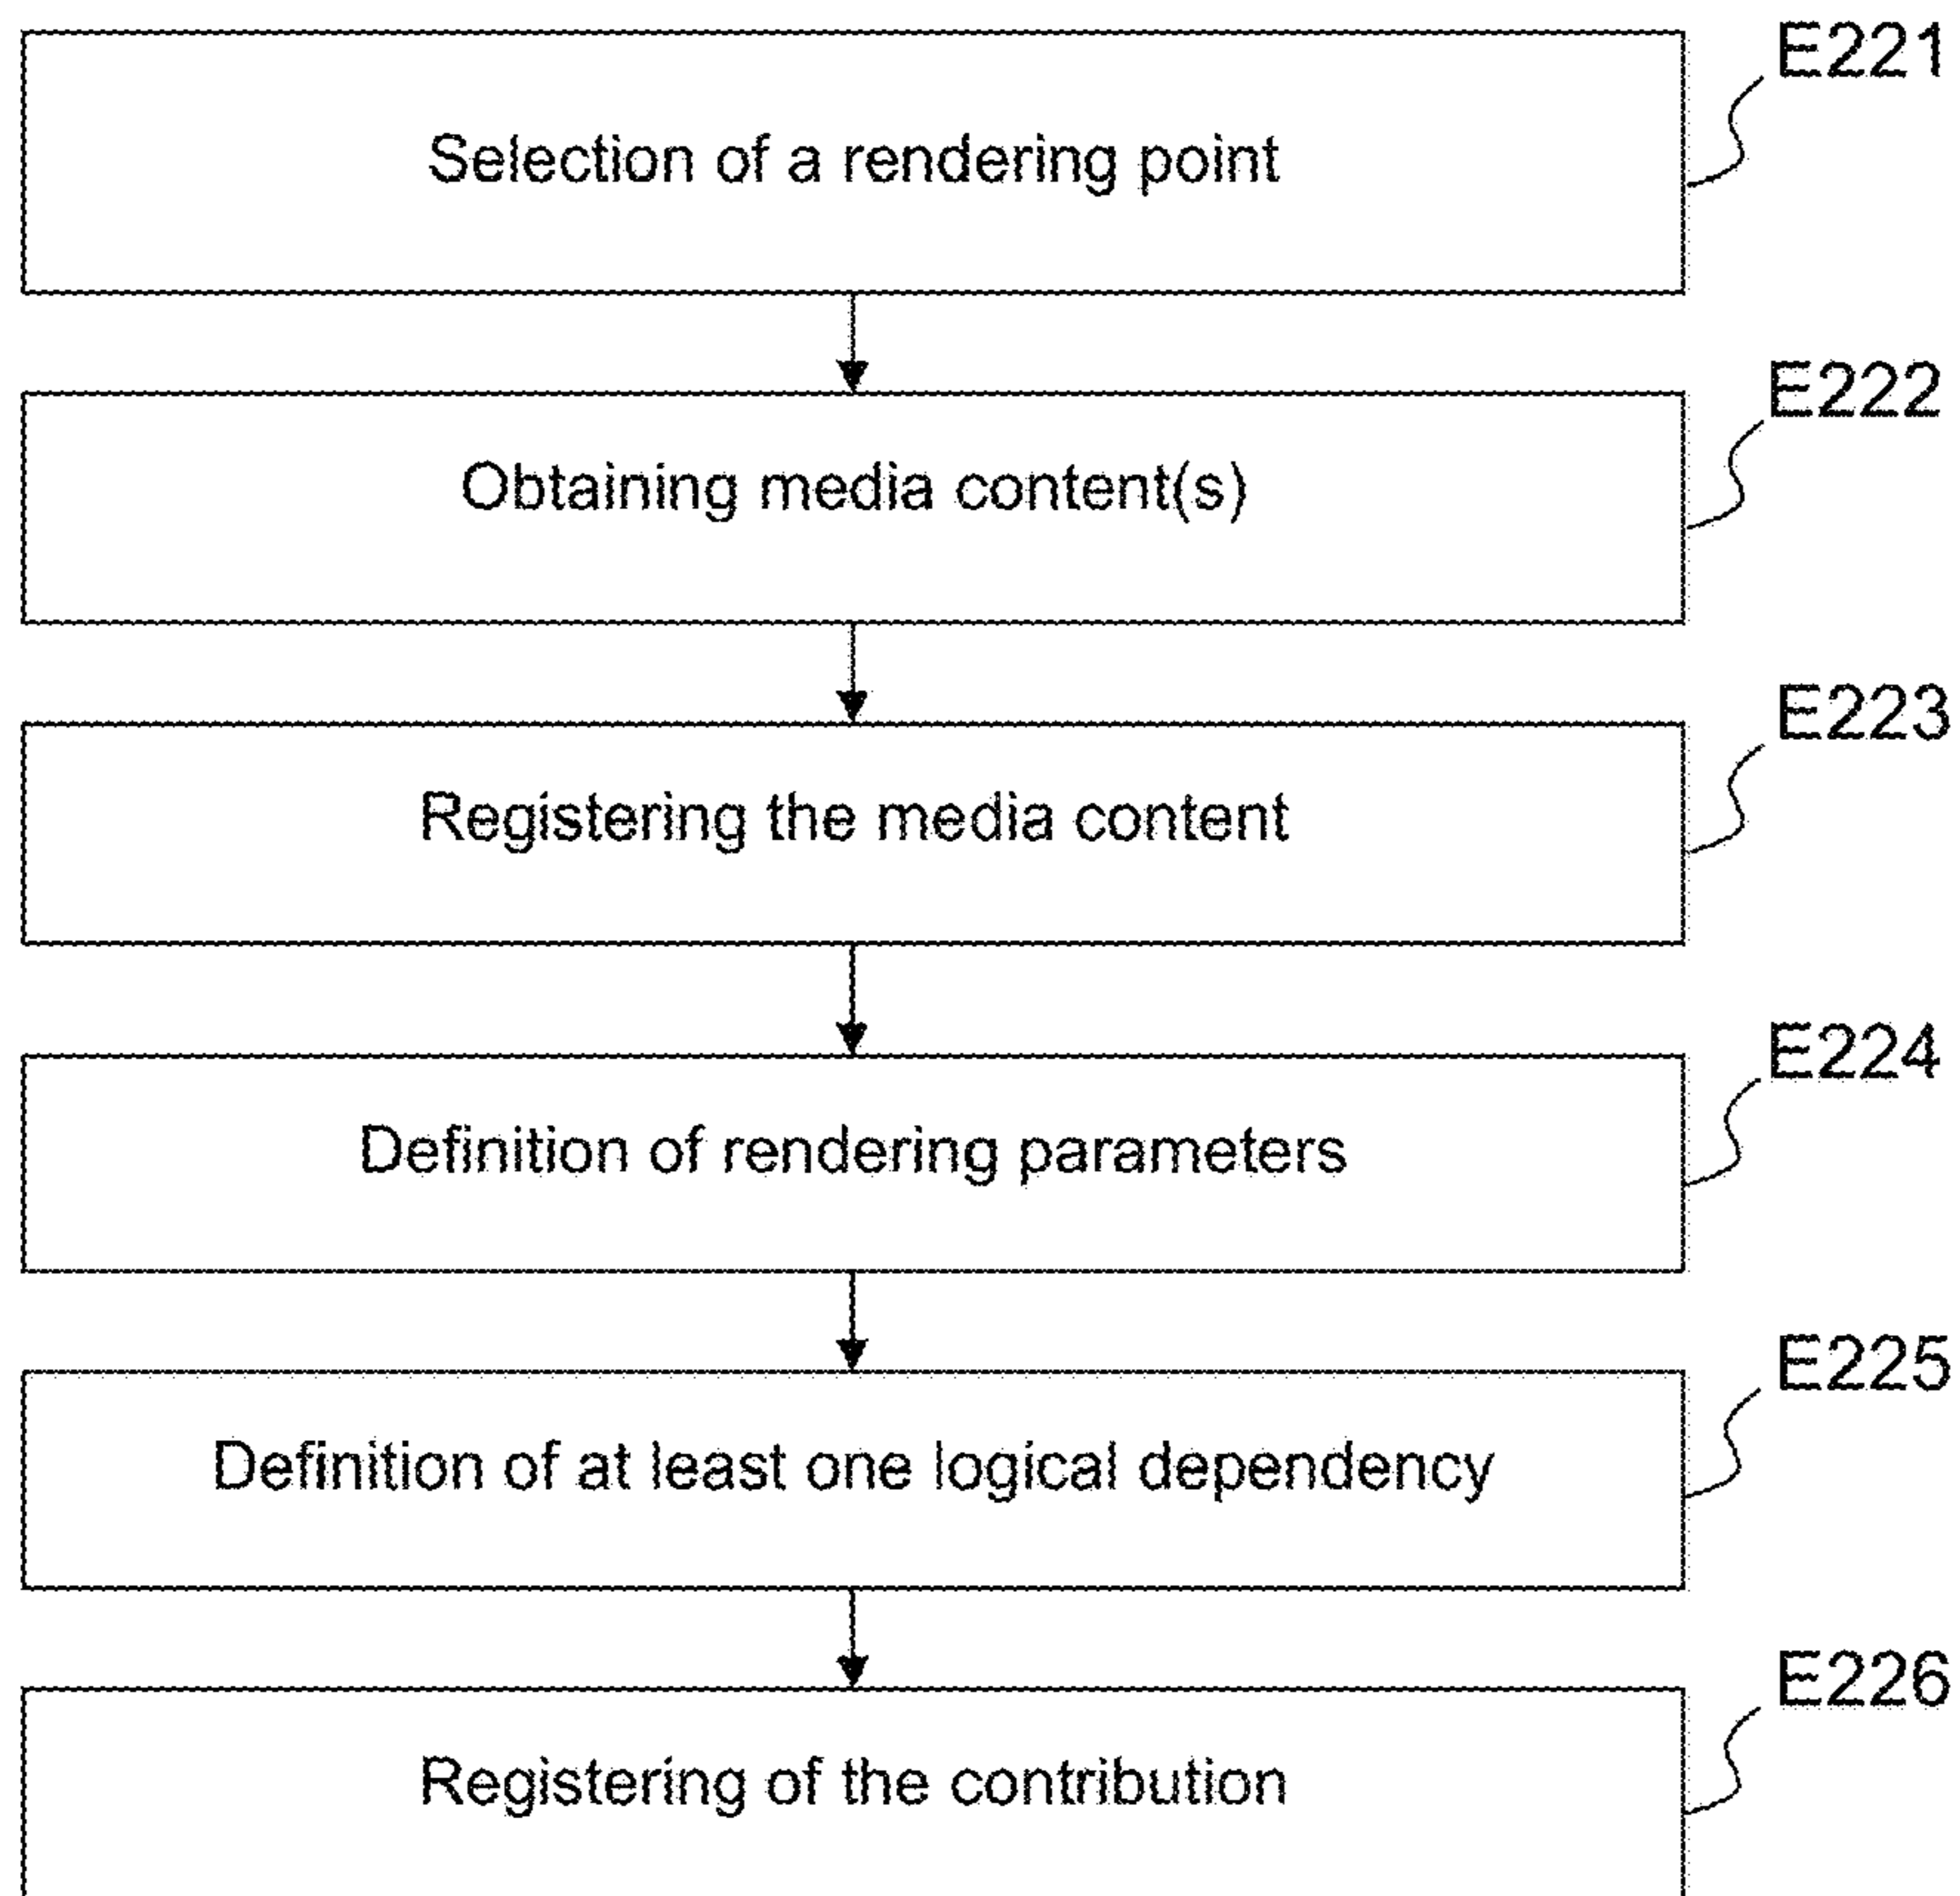 E221
Selection of a rendering point
E222
Obtaining media content(s)
E223
Registering the media content
E224
Definition of rendering parameters
E225
Definition of at least one logical dependency
E226
Registering of the contribution